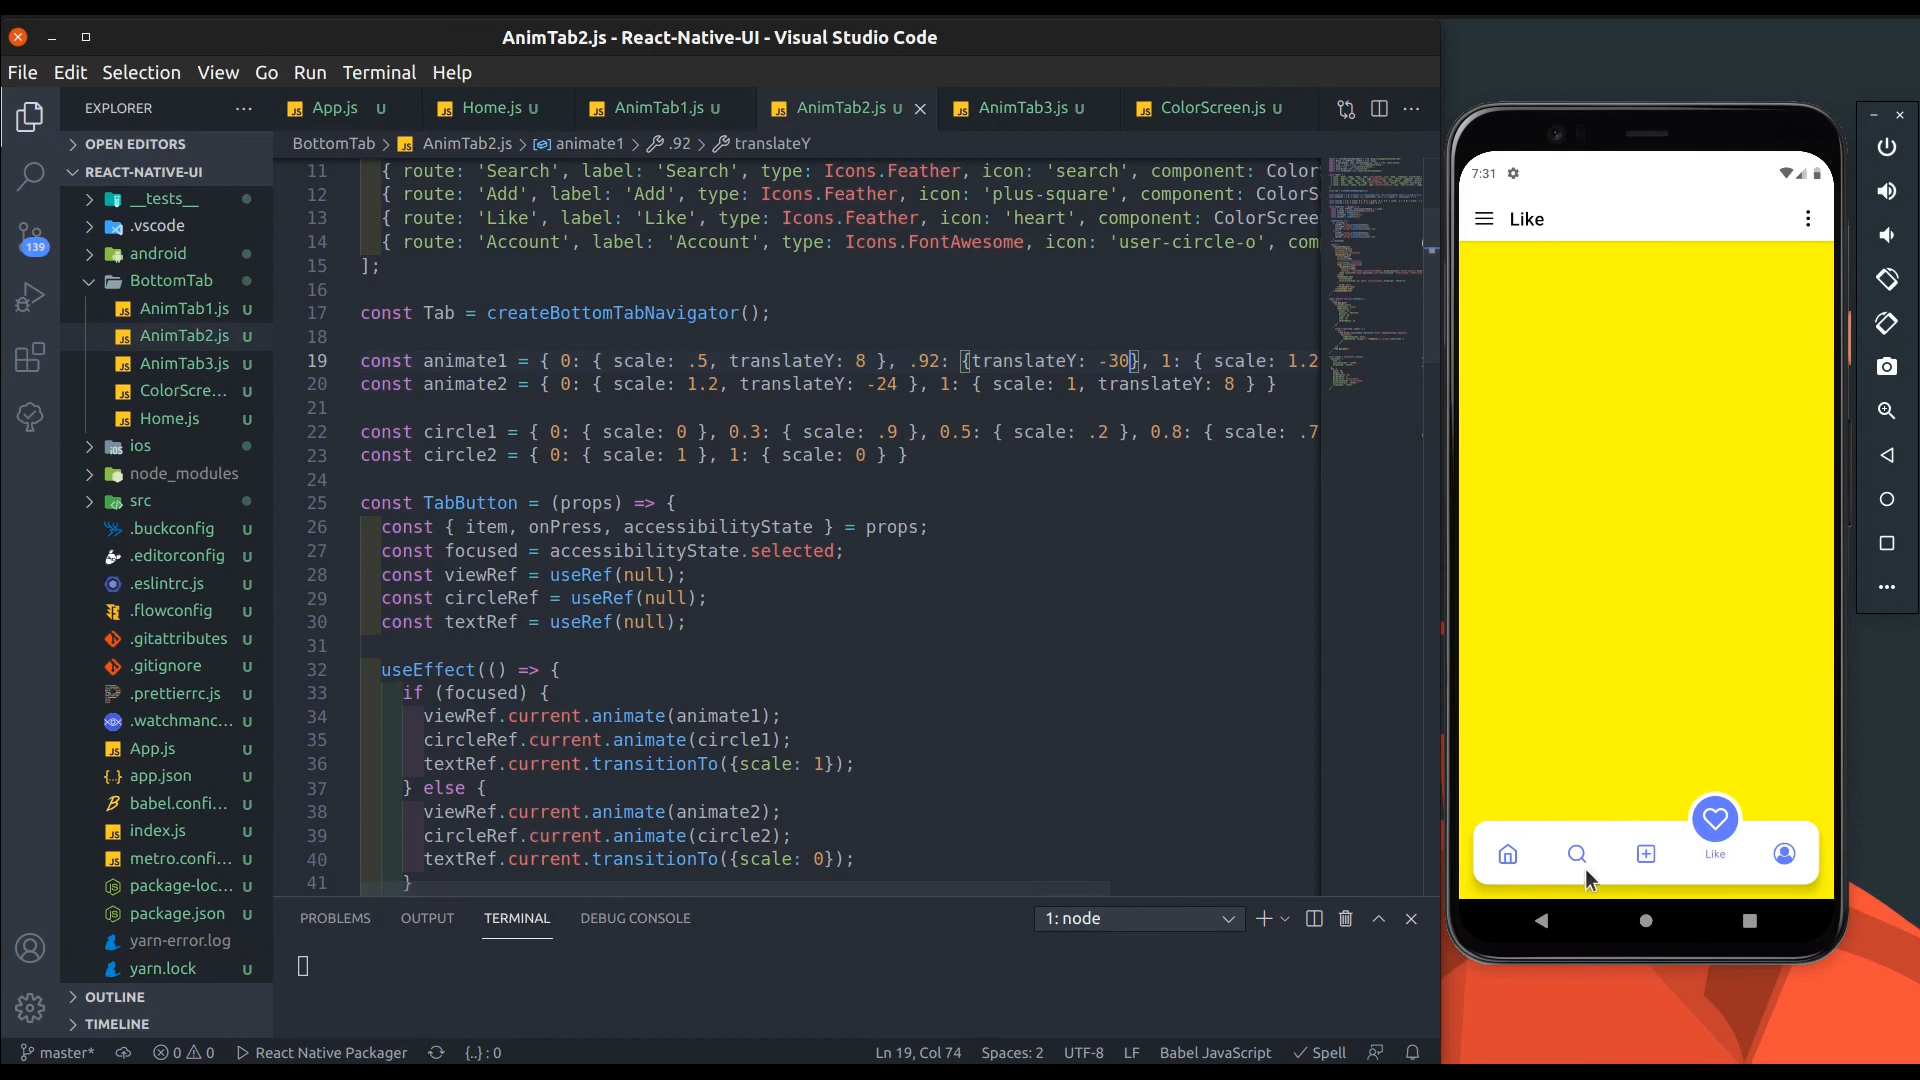 AnimTab2.js - React-Native-UI - Visual Studio Code
File Edit Selection View Go Run Terminal Help
EXPLORER
App.js U
Home.js U
AnimTab1.js U
AnimTab2.js U
AnimTab3.js U
ColorScreen.js U
OPEN EDITORS
REACT-NATIVE-UI
__tests__
.vscode
android
BottomTab
AnimTab1.js U
AnimTab2.js U
AnimTab3.js U
ColorScre... U
Home.js U
ios
node_modules
src
.buckconfig U
.editorconfig U
.eslintrc.js U
.flowconfig U
.gitattributes U
.gitignore U
.prettierrc.js U
.watchmanc... U
App.js U
app.json U
babel.confi... U
index.js U
metro.confi... U
package-loc... U
package.json U
yarn-error.log
yarn.lock U
OUTLINE
TIMELINE
139
BottomTab > AnimTab2.js > animate1 > .92 > translateY
11 { route: 'Search', label: 'Search', type: Icons.Feather, icon: 'search', component: Color
12 { route: 'Add', label: 'Add', type: Icons.Feather, icon: 'plus-square', component: ColorS
13 { route: 'Like', label: 'Like', type: Icons.Feather, icon: 'heart', component: ColorScree
14 { route: 'Account', label: 'Account', type: Icons.FontAwesome, icon: 'user-circle-o', com
15 ];
16
17 const Tab = createBottomTabNavigator();
18
19 const animate1 = { 0: { scale: .5, translateY: 8 }, .92: {translateY: -30}, 1: { scale: 1.2
20 const animate2 = { 0: { scale: 1.2, translateY: -24 }, 1: { scale: 1, translateY: 8 } }
21
22 const circle1 = { 0: { scale: 0 }, 0.3: { scale: .9 }, 0.5: { scale: .2 }, 0.8: { scale: .7
23 const circle2 = { 0: { scale: 1 }, 1: { scale: 0 } }
24
25 const TabButton = (props) => {
26 const { item, onPress, accessibilityState } = props;
27 const focused = accessibilityState.selected;
28 const viewRef = useRef(null);
29 const circleRef = useRef(null);
30 const textRef = useRef(null);
31
32 useEffect(() => {
33 if (focused) {
34 viewRef.current.animate(animate1);
35 circleRef.current.animate(circle1);
36 textRef.current.transitionTo({scale: 1});
37 } else {
38 viewRef.current.animate(animate2);
39 circleRef.current.animate(circle2);
40 textRef.current.transitionTo({scale: 0});
41 }
PROBLEMS OUTPUT TERMINAL DEBUG CONSOLE
1: node
master* 0 0 React Native Packager {..} : 0
Ln 19, Col 74 Spaces: 2 UTF-8 LF Babel JavaScript Spell
7:31
Like
Like